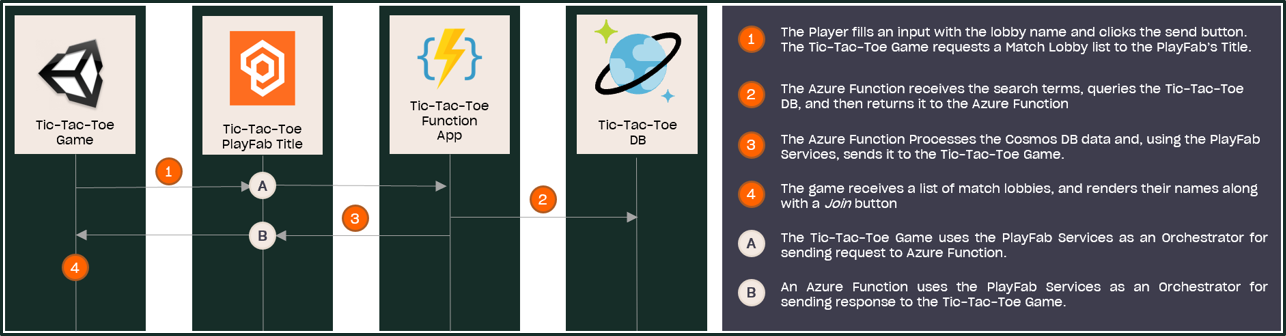 Tic-Tac-Toe
Game
Tic-Tac-Toe
PlayFab Title
Tic-Tac-Toe
Function
App
Tic-Tac-Toe
DB
1
A
2
3
B
4
1
The Player fills an input with the lobby name and clicks the send button.
The Tic-Tac-Toe Game requests a Match Lobby list to the PlayFab's Title.
2
The Azure Function receives the search terms, queries the Tic-Tac-Toe
DB, and then returns it to the Azure Function
3
The Azure Function Processes the Cosmos DB data and, using the PlayFab
Services, sends it to the Tic-Tac-Toe Game.
4
The game receives a list of match lobbies, and renders their names along
with a Join button
A
The Tic-Tac-Toe Game uses the PlayFab Services as an Orchestrator for
sending request to Azure Function.
B
An Azure Function uses the PlayFab Services as an Orchestrator for
sending response to the Tic-Tac-Toe Game.